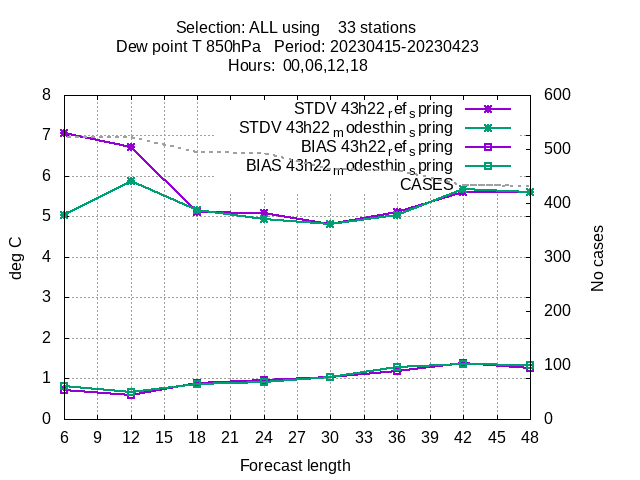 Selection: ALL using    33 stations
Dew point T 850hPa   Period: 20230415-20230423
Hours:  00,06,12,18
STDV 43h22_ref_spring
STDV 43h22_modesthin_spring
BIAS 43h22_ref_spring
BIAS 43h22_modesthin_spring
CASES
8
7
6
5
4
3
2
1
0
deg C
600
500
400
300
200
100
0
No cases
6 9 12 15 18 21 24 27 30 33 36 39 42 45 48
Forecast length